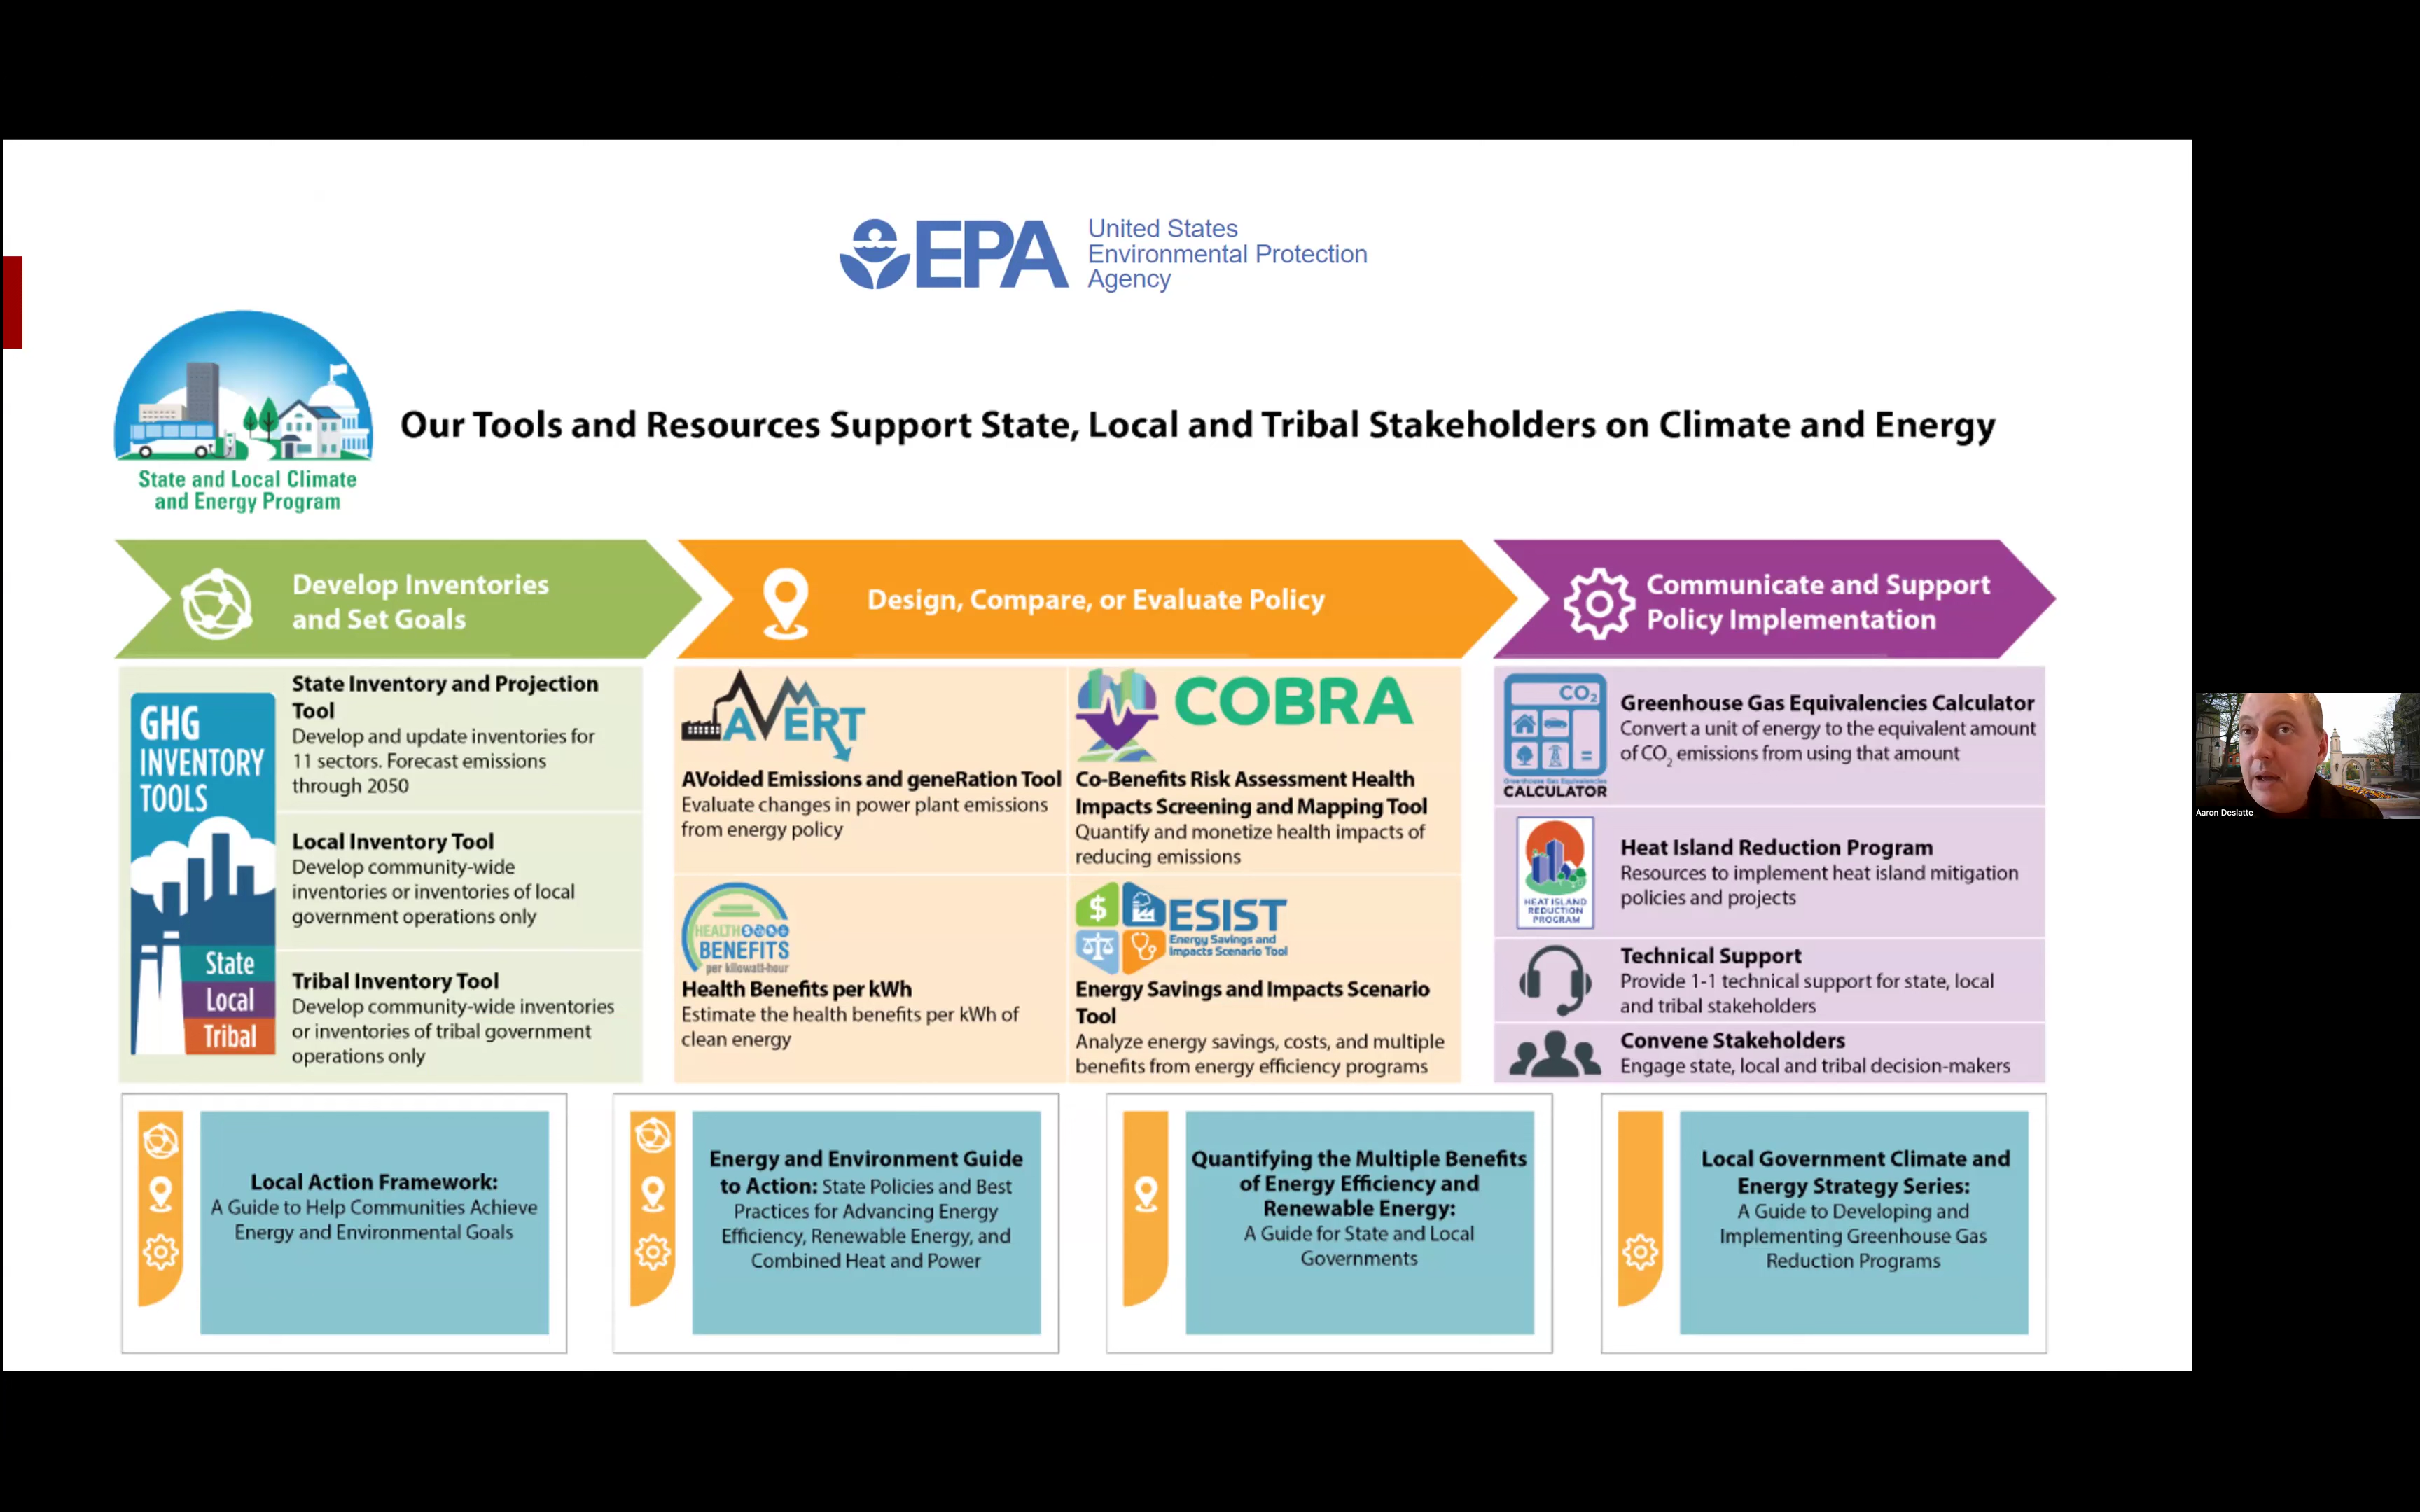 EPA
United States
Environmental Protection
Agency
State and Local Climate
and Energy Program
Our Tools and Resources Support State, Local and Tribal Stakeholders on Climate and Energy
Develop Inventories
and Set Goals
GHG
INVENTORY
TOOLS
State
Local
Tribal
State Inventory and Projection
Tool
Develop and update inventories for
11 sectors. Forecast emissions
through 2050
Local Inventory Tool
Develop community-wide
inventories or inventories of local
government operations only
Tribal Inventory Tool
Develop community-wide inventories
or inventories of tribal government
operations only
Design, Compare, or Evaluate Policy
AVERT
AVoided Emissions and geneRation Tool
Evaluate changes in power plant emissions
from energy policy
COBRA
Co-Benefits Risk Assessment Health
Impacts Screening and Mapping Tool
Quantify and monetize health impacts of
reducing emissions
HEALTH
BENEFITS
per kilowatt-hour
Health Benefits per kWh
Estimate the health benefits per kWh of
clean energy
$
ESIST
Energy Savings and
Impacts Scenario Tool
Energy Savings and Impacts Scenario
Tool
Analyze energy savings, costs, and multiple
benefits from energy efficiency programs
Communicate and Support
Policy Implementation
CO₂
=
Greenhouse Gas Equivalencies
CALCULATOR
Greenhouse Gas Equivalencies Calculator
Convert a unit of energy to the equivalent amount
of CO₂ emissions from using that amount
HEAT ISLAND
REDUCTION
PROGRAM
Heat Island Reduction Program
Resources to implement heat island mitigation
policies and projects
Technical Support
Provide 1-1 technical support for state, local
and tribal stakeholders
Convene Stakeholders
Engage state, local and tribal decision-makers
Local Action Framework:
A Guide to Help Communities Achieve
Energy and Environmental Goals
Energy and Environment Guide
to Action: State Policies and Best
Practices for Advancing Energy
Efficiency, Renewable Energy, and
Combined Heat and Power
Quantifying the Multiple Benefits
of Energy Efficiency and
Renewable Energy:
A Guide for State and Local
Governments
Local Government Climate and
Energy Strategy Series:
A Guide to Developing and
Implementing Greenhouse Gas
Reduction Programs
Aaron Deslatte